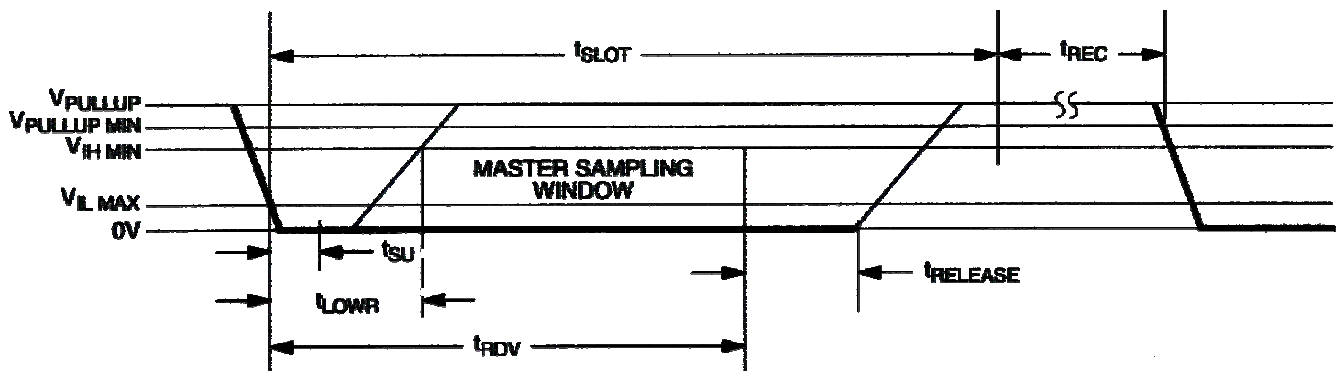 tSLOT
tREC
VPULLUP
VPULLUP MIN
VIH MIN
MASTER SAMPLING
WINDOW
VIL MAX
0V
tSU
tRELEASE
tLOWR
tRDV